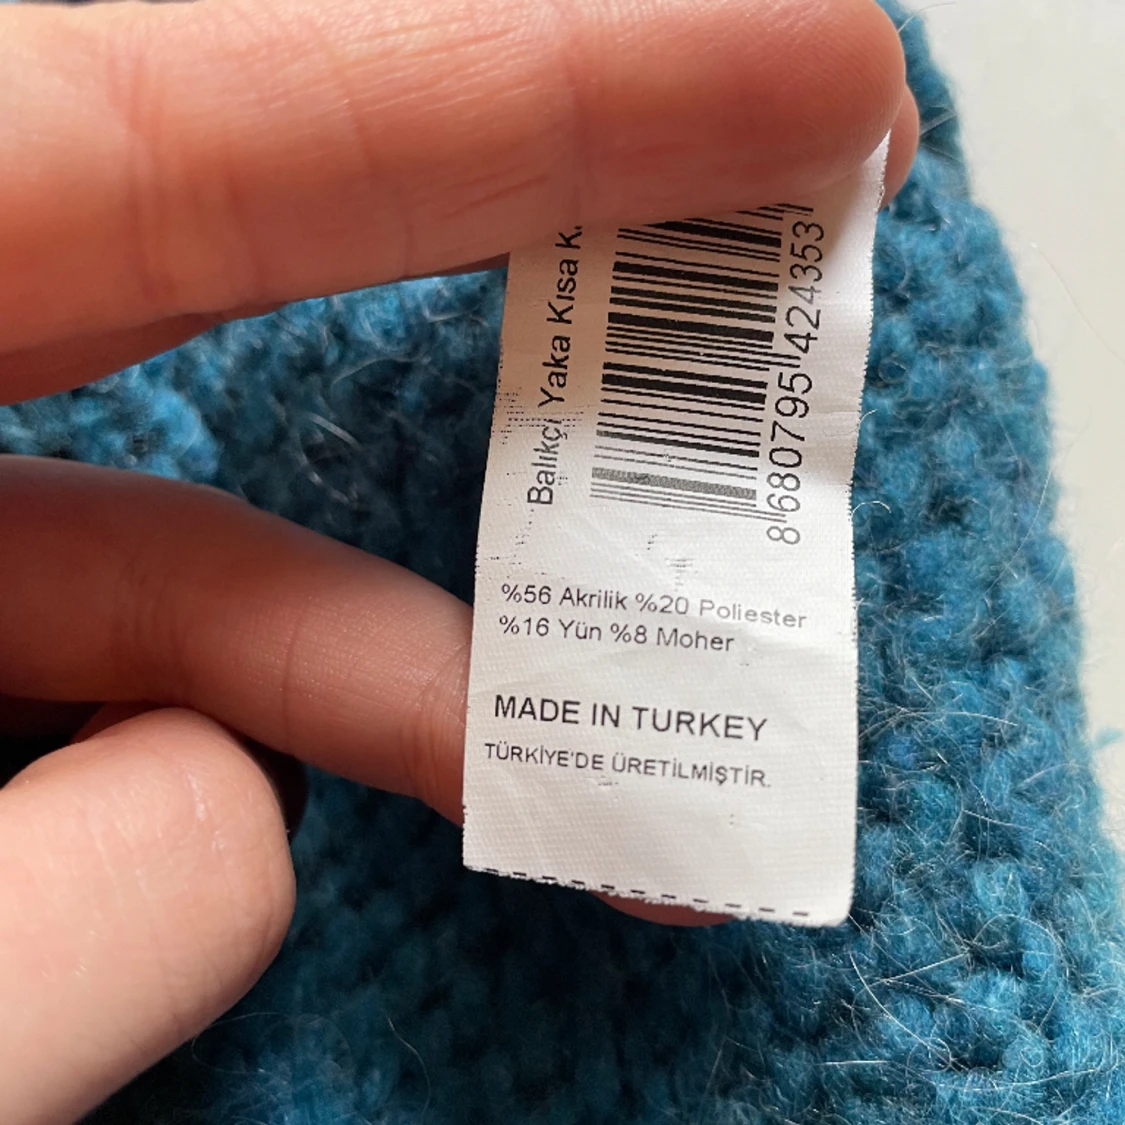 Balıkçı Yaka Kısa K.
8680795424353
%56 Akrilik %20 Poliester
%16 Yün %8 Moher
MADE IN TURKEY
TÜRKİYE'DE ÜRETİLMİŞTİR.